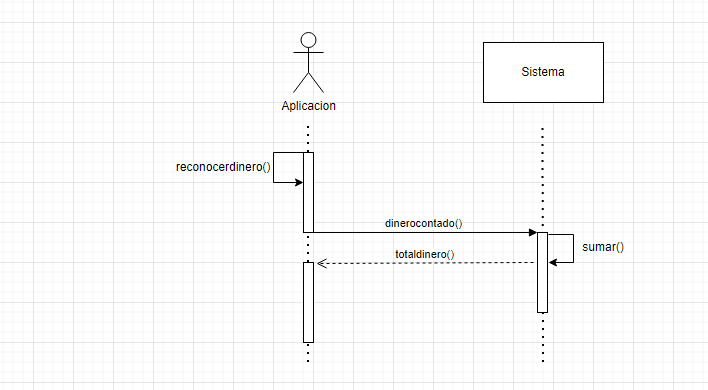 Aplicacion
Sistema
reconocerdinero()
dinerocontado()
sumar()
totaldinero()